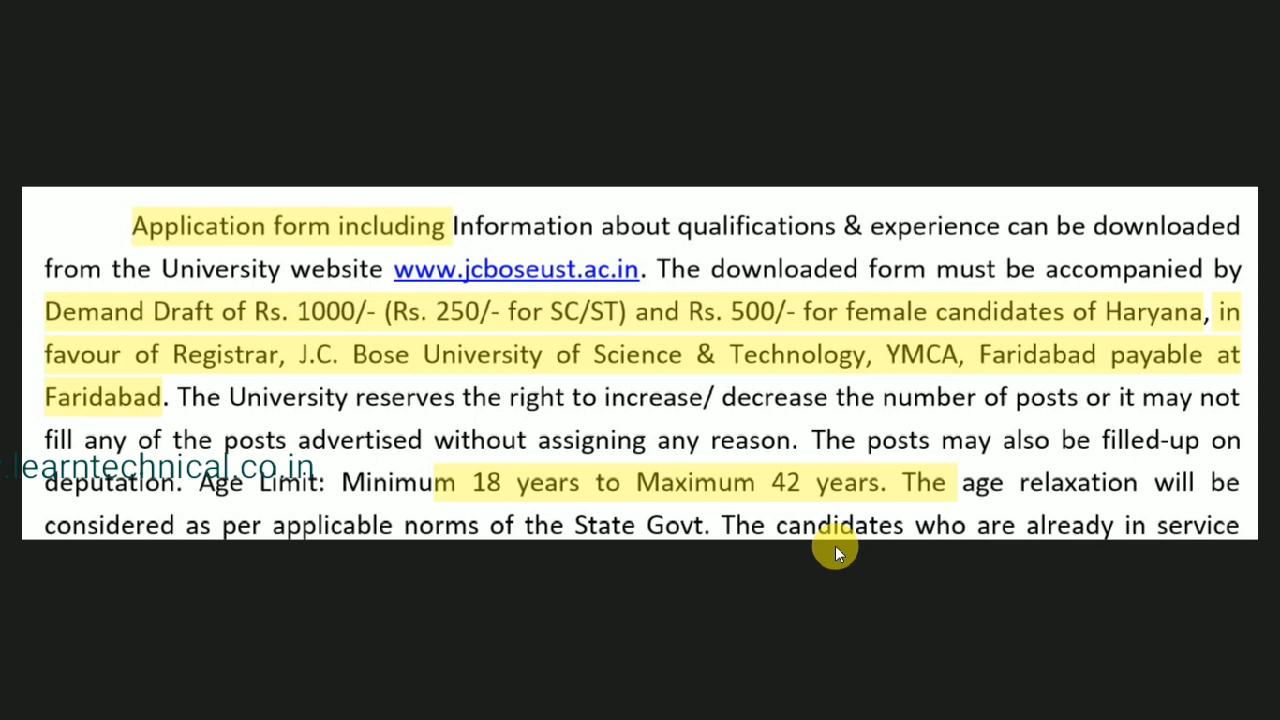 Application form including Information about qualifications & experience can be downloaded
from the University website www.jcboseust.ac.in. The downloaded form must be accompanied by
Demand Draft of Rs. 1000/- (Rs. 250/- for SC/ST) and Rs. 500/- for female candidates of Haryana, in
favour of Registrar, J.C. Bose University of Science & Technology, YMCA, Faridabad payable at
Faridabad. The University reserves the right to increase/ decrease the number of posts or it may not
fill any of the posts advertised without assigning any reason. The posts may also be filled-up on
.learntechnical.co.in
deputation. Age Limit: Minimum 18 years to Maximum 42 years. The age relaxation will be
considered as per applicable norms of the State Govt. The candidates who are already in service